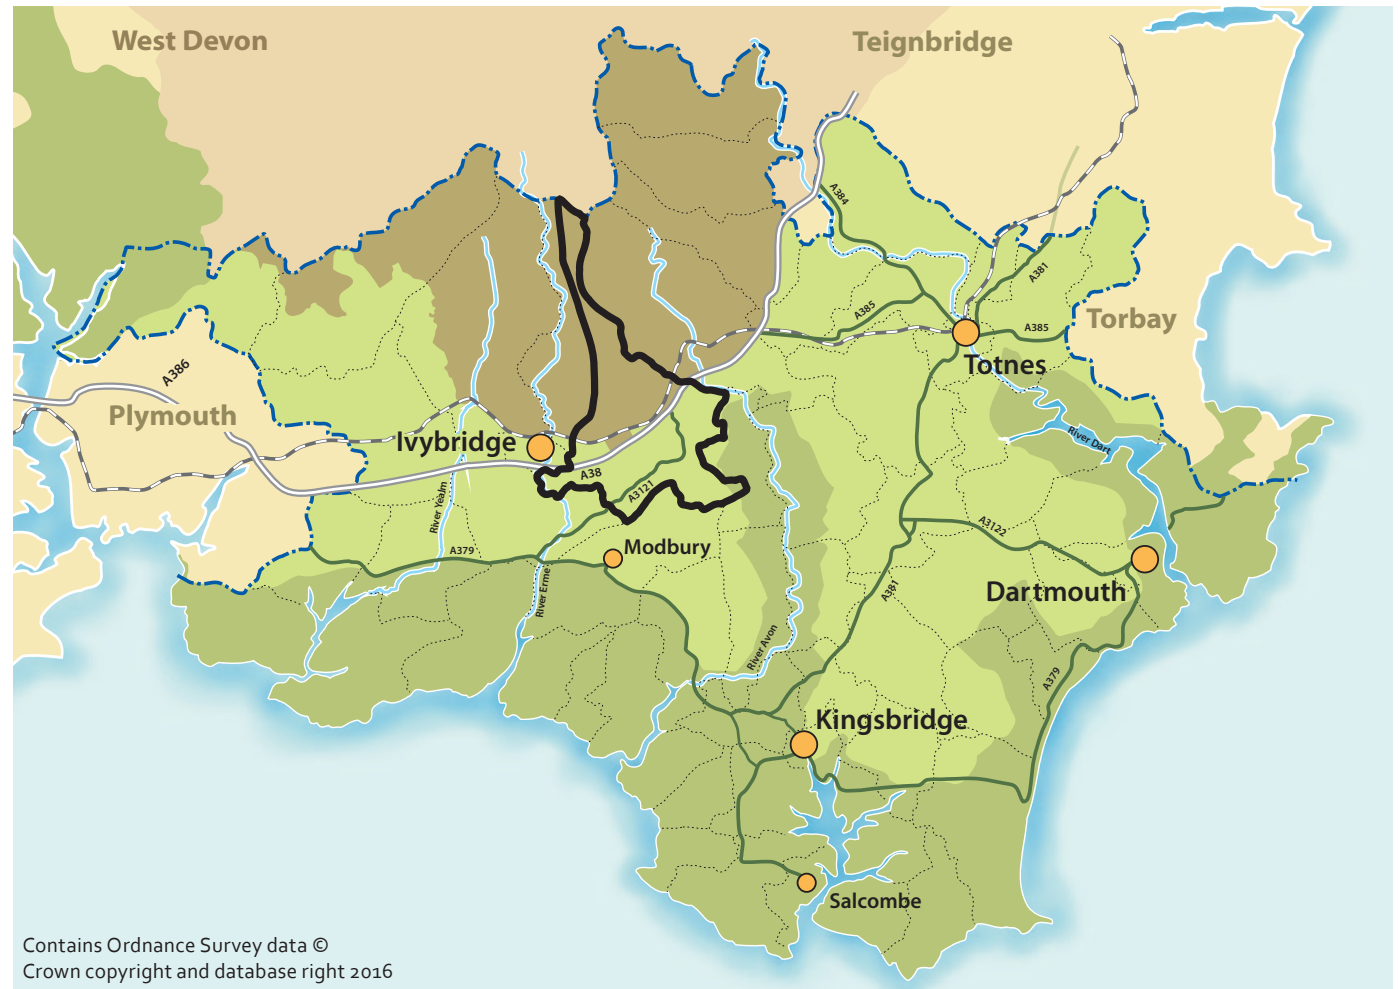 West Devon
Teignbridge
A384
A381
A385
A385
Torbay
Totnes
A386
Plymouth
Ivybridge
River Dart
A38
A3121
River Yealm
A3122
Modbury
A379
Dartmouth
River Erme
A381
River Avon
A379
Kingsbridge
Salcombe
Contains Ordnance Survey data ©
Crown copyright and database right 2016